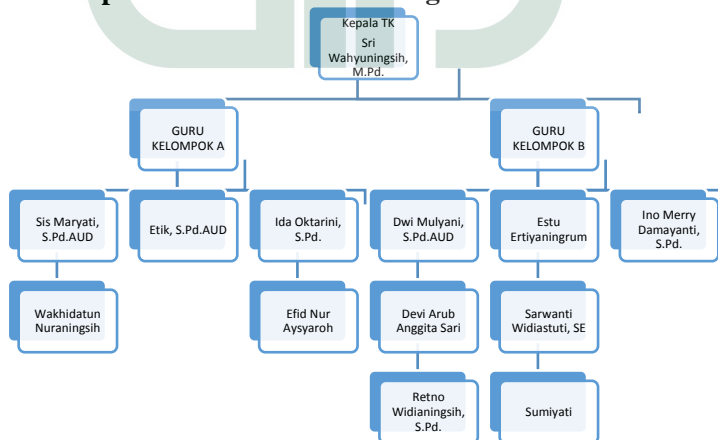 Kepala TK
Sri
Wahyuningsih,
M.Pd.
GURU
KELOMPOK A
GURU
KELOMPOK B
Sis Maryati,
S.Pd.AUD
Etik, S.Pd.AUD
Ida Oktarini,
S.Pd.
Dwi Mulyani,
S.Pd.AUD
Estu
Ertiyaningrum
Ino Merry
Damayanti,
S.Pd.
Wakhidatun
Nuraningsih
Efid Nur
Aysyaroh
Devi Arub
Anggita Sari
Sarwanti
Widiastuti, SE
Retno
Widianingsih,
S.Pd.
Sumiyati